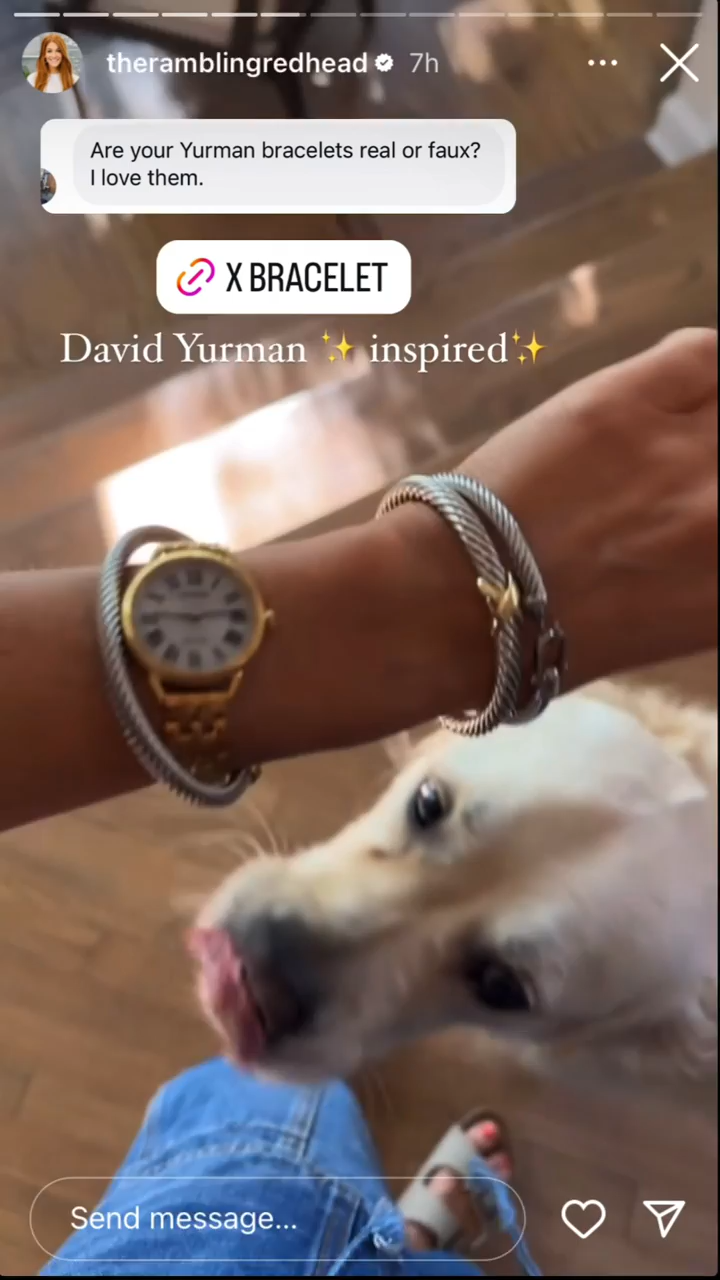 theramblingredhead 7h
Are your Yurman bracelets real or faux?
I love them.
X BRACELET
David Yurman ✨ inspired✨
Send message...